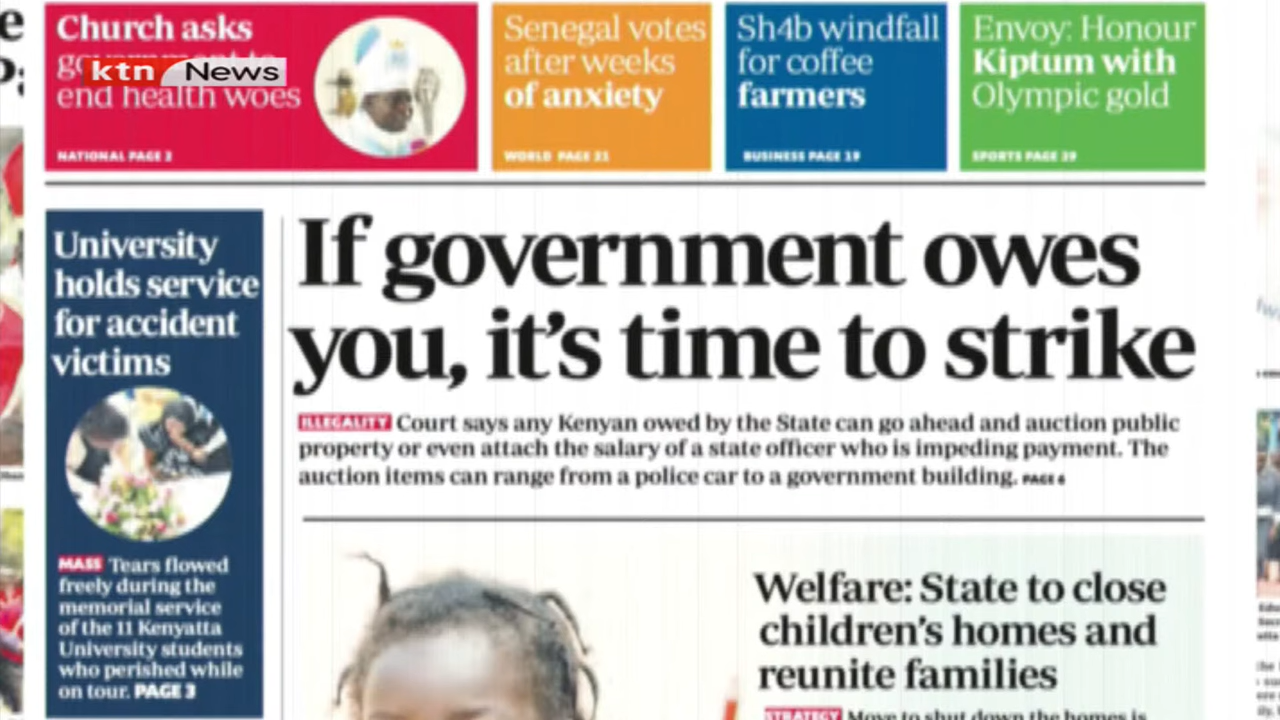 Church asks
government to
end health woes
NATIONAL PAGE 2
ktn News
Senegal votes
after weeks
of anxiety
WORLD PAGE 21
Sh4b windfall
for coffee
farmers
BUSINESS PAGE 19
Envoy: Honour
Kiptum with
Olympic gold
SPORTS PAGE 39
University
holds service
for accident
victims
MASS Tears flowed
freely during the
memorial service
of the 11 Kenyatta
University students
who perished while
on tour. PAGE 3
If government owes
you, it's time to strike
ILLEGALITY Court says any Kenyan owed by the State can go ahead and auction public
property or even attach the salary of a state officer who is impeding payment. The
auction items can range from a police car to a government building. PAGE 6
Welfare: State to close
children's homes and
reunite families
STRATEGY Move to shut down the homes is